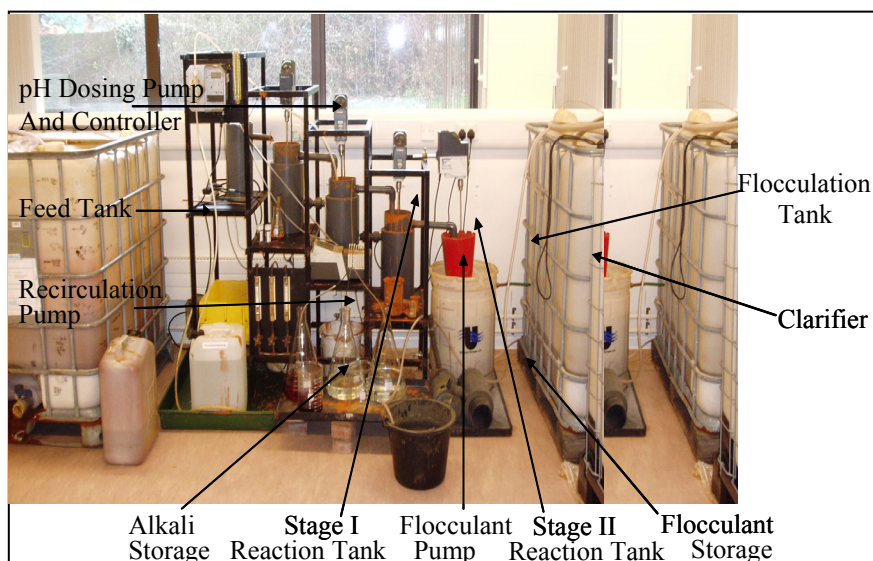 pH Dosing Pump
And Controller
Feed Tank
Recirculation
Pump
Flocculation
Tank
Clarifier
Alkali
Storage
Stage I
Reaction Tank
Flocculant
Pump
Stage II
Reaction Tank
Flocculant
Storage